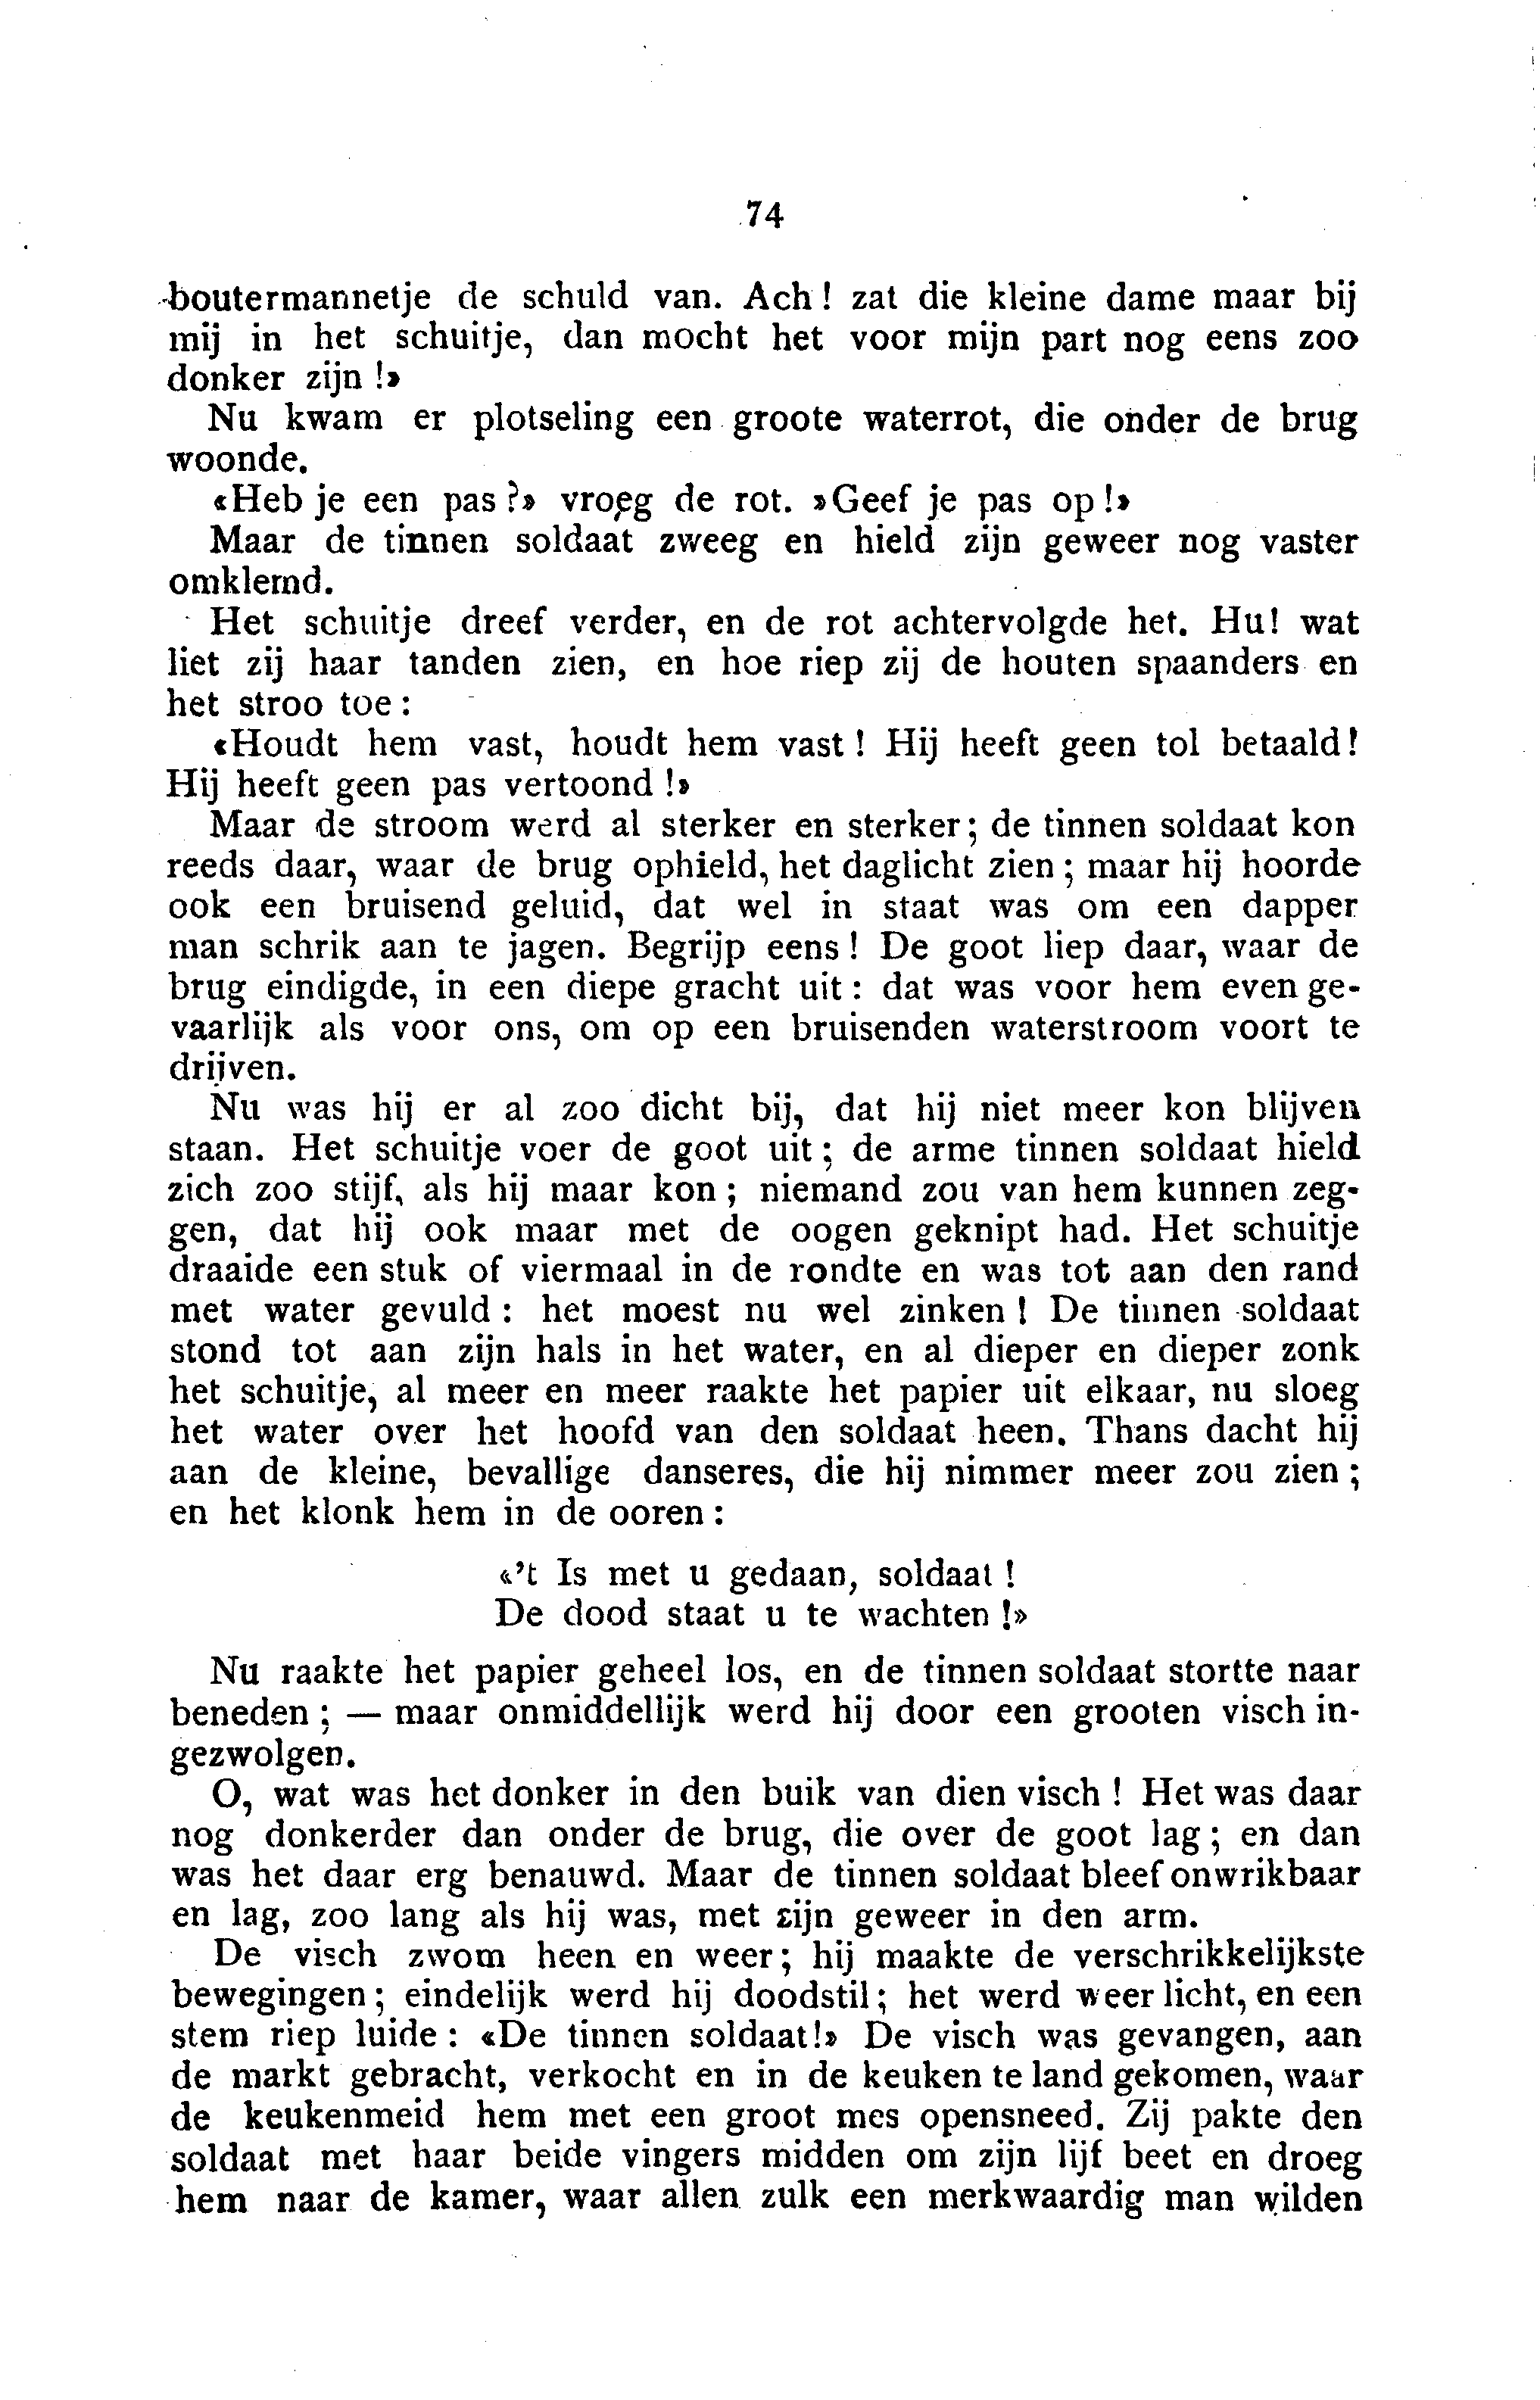 74
boutermannetje de schuld van. Ach! zat die kleine dame maar bij
mij in het schuitje, dan mocht het voor mijn part nog eens zoo
donker zijn !»
Nu kwam er plotseling een groote waterrot, die onder de brug
woonde.
«Heb je een pas?» vroeg de rot. »Geef je pas op!»
Maar de tinnen soldaat zweeg en hield zijn geweer nog vaster
omklemd.
Het schuitje dreef verder, en de rot achtervolgde het. Hu! wat
liet zij haar tanden zien, en hoe riep zij de houten spaanders en
het stroo toe:
«Houdt hem vast, houdt hem vast! Hij heeft geen tol betaald!
Hij heeft geen pas vertoond !»
Maar de stroom werd al sterker en sterker; de tinnen soldaat kon
reeds daar, waar de brug ophield, het daglicht zien; maar hij hoorde
ook een bruisend geluid, dat wel in staat was om een dapper
man schrik aan te jagen. Begrijp eens! De goot liep daar, waar de
brug eindigde, in een diepe gracht uit: dat was voor hem even ge-
vaarlijk als voor ons, om op een bruisenden waterstroom voort te
drijven.
Nu was hij er al zoo dicht bij, dat hij niet meer kon blijven
staan. Het schuitje voer de goot uit; de arme tinnen soldaat hield
zich zoo stijf, als hij maar kon; niemand zou van hem kunnen zeg-
gen, dat hij ook maar met de oogen geknipt had. Het schuitje
draaide een stuk of viermaal in de rondte en was tot aan den rand
met water gevuld: het moest nu wel zinken! De tinnen soldaat
stond tot aan zijn hals in het water, en al dieper en dieper zonk
het schuitje, al meer en meer raakte het papier uit elkaar, nu sloeg
het water over het hoofd van den soldaat heen. Thans dacht hij
aan de kleine, bevallige danseres, die hij nimmer meer zou zien;
en het klonk hem in de ooren:
«'t Is met u gedaan, soldaat!
De dood staat u te wachten!»
Nu raakte het papier geheel los, en de tinnen soldaat stortte naar
beneden; — maar onmiddellijk werd hij door een grooten visch in-
gezwolgen.
O, wat was het donker in den buik van dien visch! Het was daar
nog donkerder dan onder de brug, die over de goot lag; en dan
was het daar erg benauwd. Maar de tinnen soldaat bleef onwrikbaar
en lag, zoo lang als hij was, met zijn geweer in den arm.
De visch zwom heen en weer; hij maakte de verschrikkelijkste
bewegingen; eindelijk werd hij doodstil; het werd weer licht, en een
stem riep luide: «De tinnen soldaat!» De visch was gevangen, aan
de markt gebracht, verkocht en in de keuken te land gekomen, waar
de keukenmeid hem met een groot mes opensneed. Zij pakte den
soldaat met haar beide vingers midden om zijn lijf beet en droeg
hem naar de kamer, waar allen zulk een merkwaardig man wilden